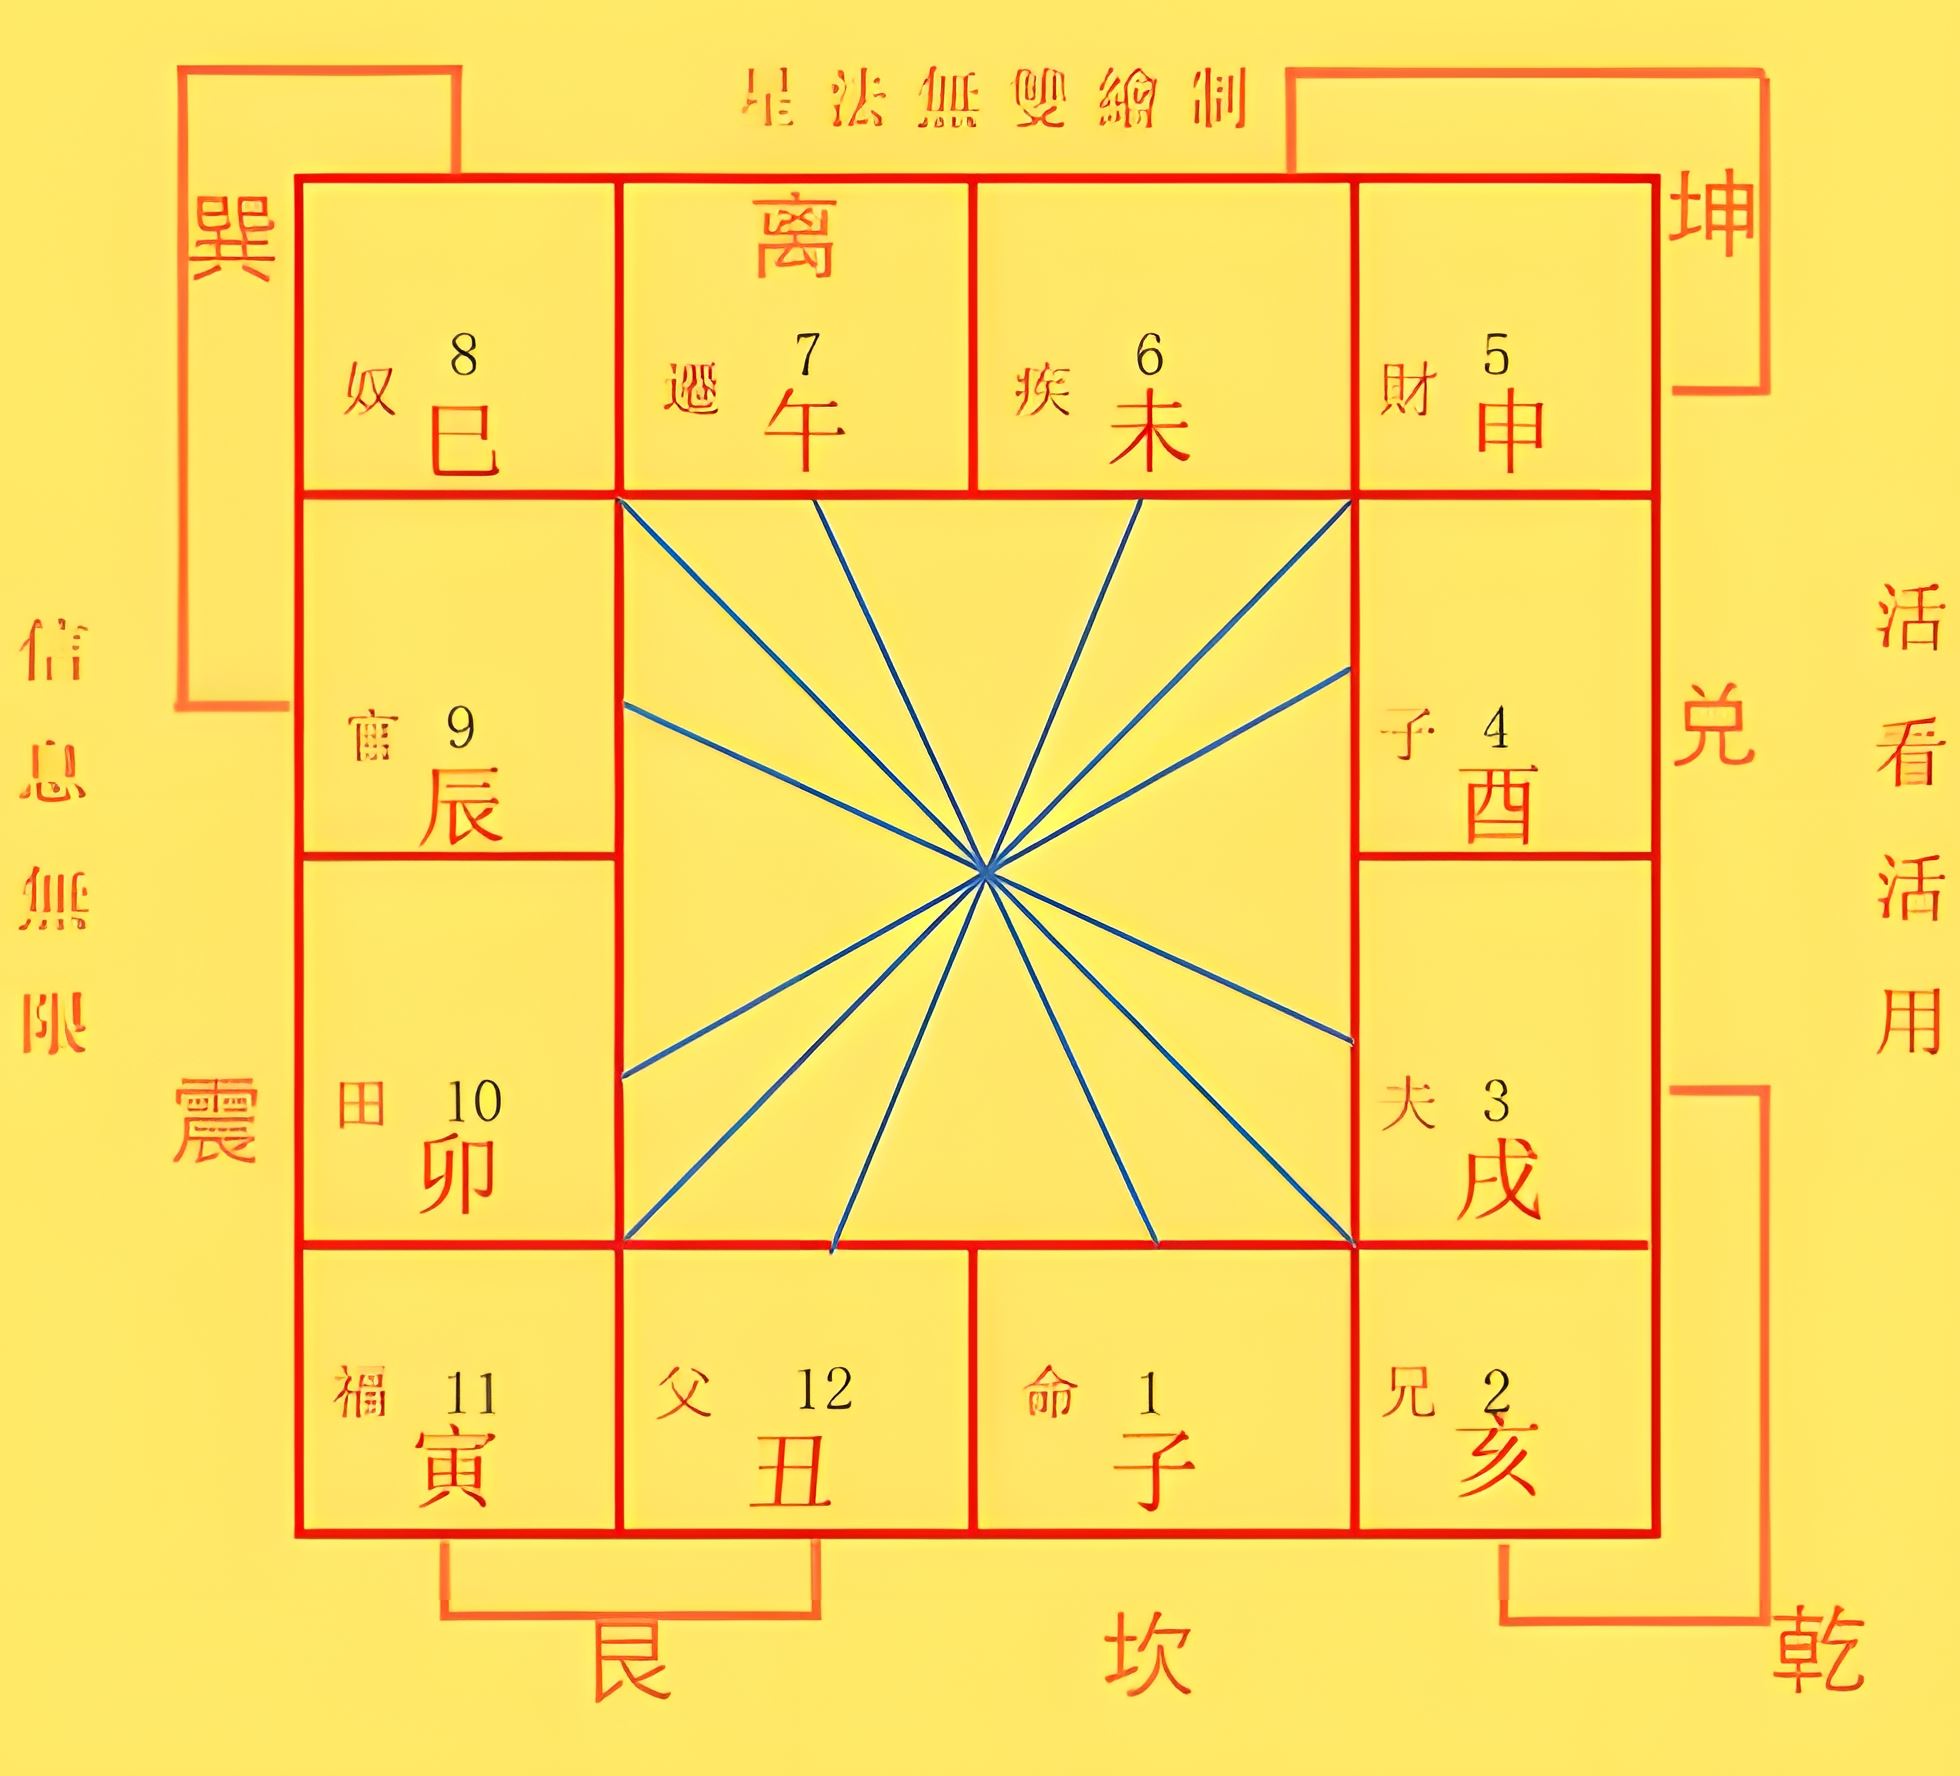 星法無雙繪制
巽
离
坤
奴
8
巳
遷
7
午
疾
6
未
財
5
申
官
9
辰
子
4
酉
兑
田
10
卯
震
夫
3
戌
福
11
寅
父
12
丑
命
1
子
兄
2
亥
艮
坎
乾
信息無限
活看活用